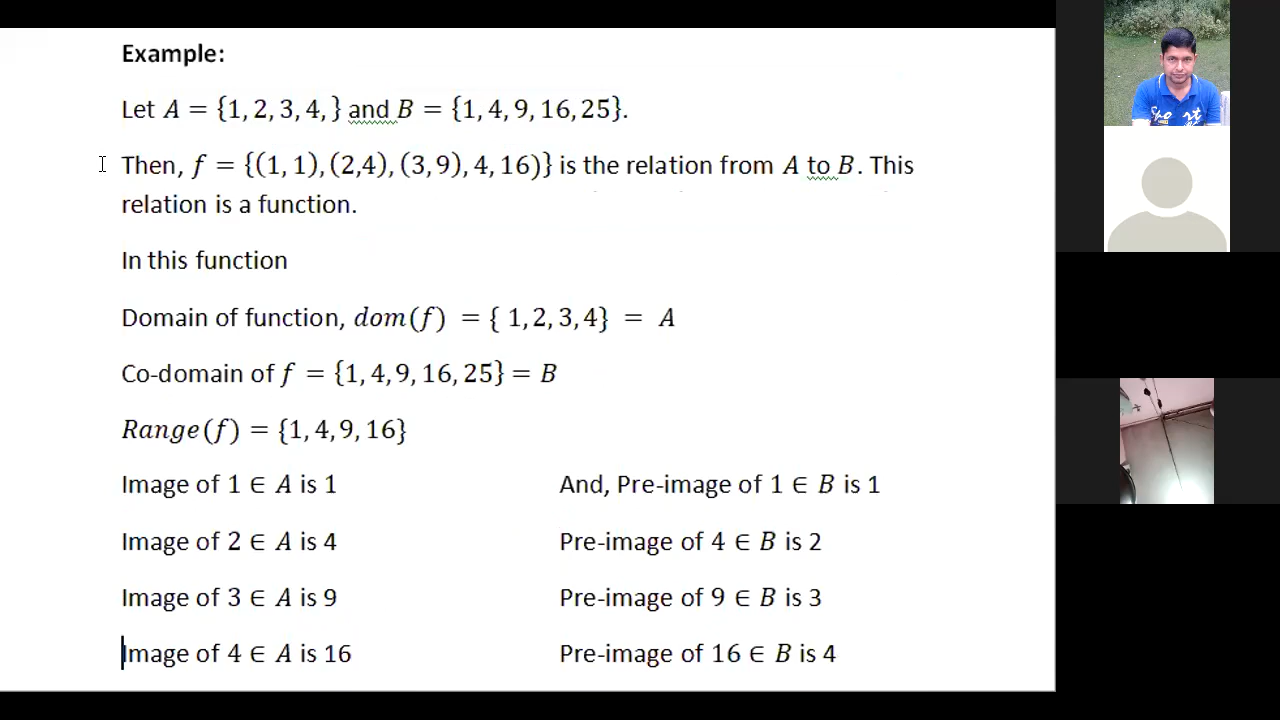 Example:
Let A = {1, 2, 3, 4, } and B = {1, 4, 9, 16, 25}.
Then, f = {(1, 1), (2,4), (3, 9), 4, 16)} is the relation from A to B. This
relation is a function.
In this function
Domain of function, dom(f) = { 1,2, 3, 4} = A
Co-domain of f = {1, 4, 9, 16, 25} = B
Range(f) = {1, 4, 9, 16}
Image of 1 ∈ A is 1 And, Pre-image of 1 ∈ B is 1
Image of 2 ∈ A is 4 Pre-image of 4 ∈ B is 2
Image of 3 ∈ A is 9 Pre-image of 9 ∈ B is 3
Image of 4 ∈ A is 16 Pre-image of 16 ∈ B is 4